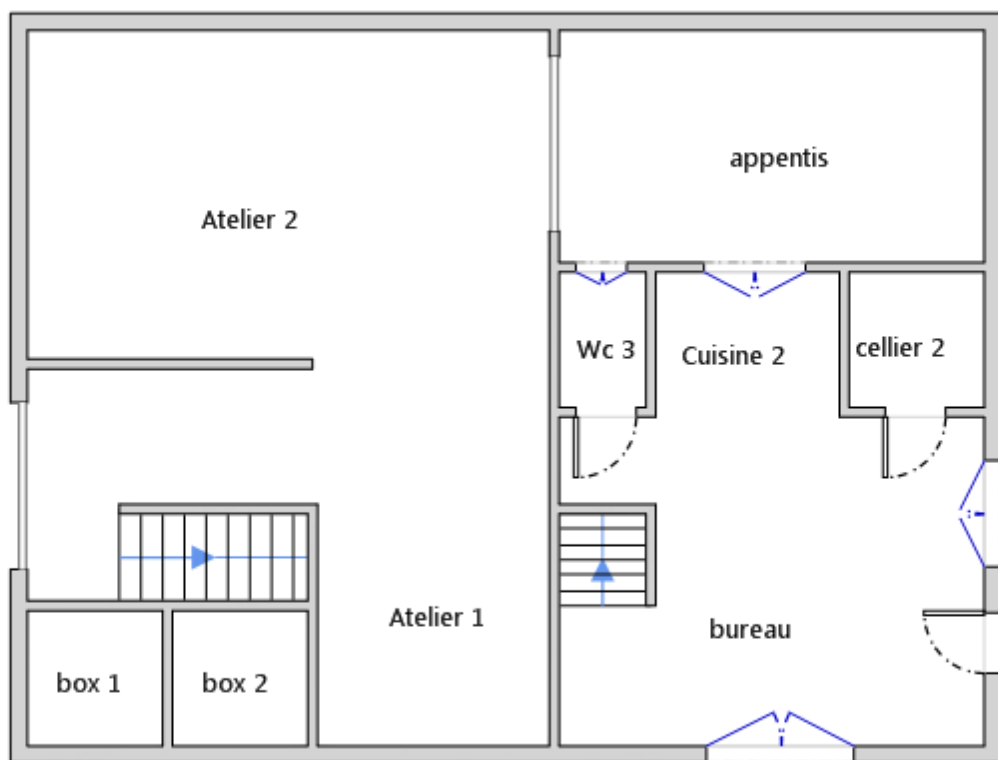 appentis
Atelier 2
Wc 3
Cuisine 2
cellier 2
Atelier 1
bureau
box 1
box 2